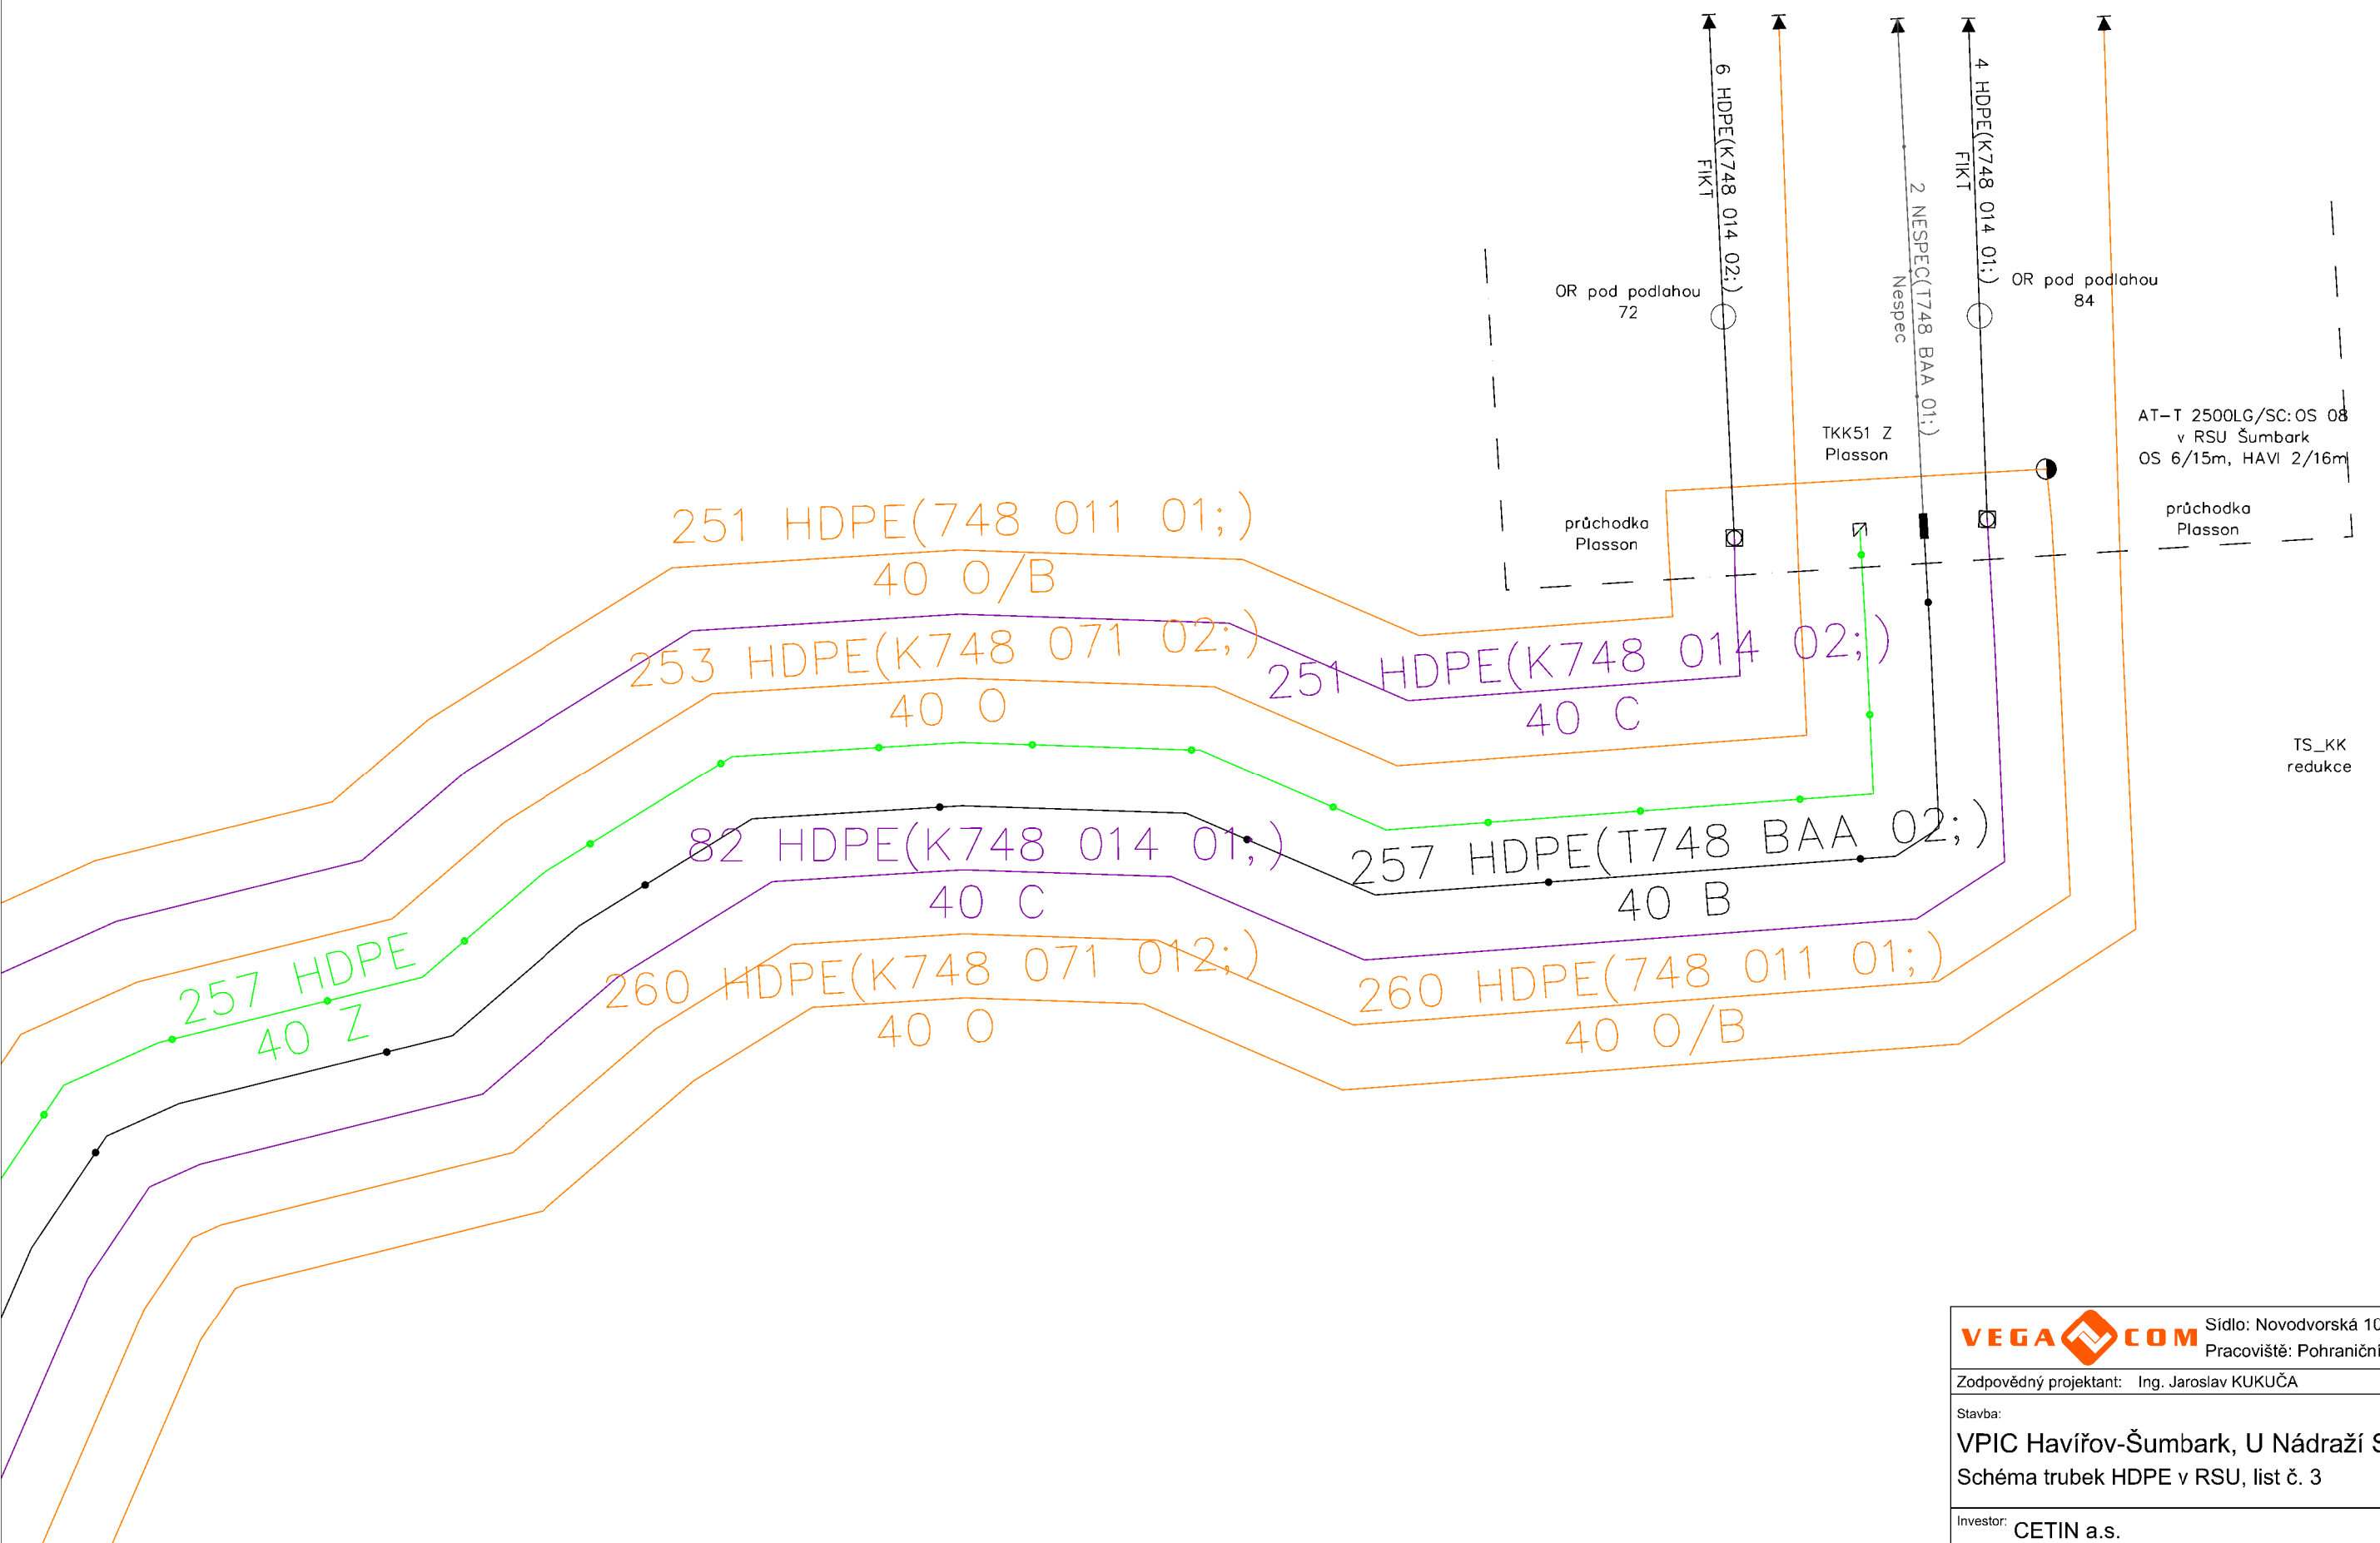 6 HDPE(K748 014 02;)
FIKT
2 NESPEC(T748 BAA 01;)
Nespec
4 HDPE(K748 014 01;)
FIKT
OR pod podlahou
72
OR pod podlahou
84
TKK51 Z
Plasson
AT-T 2500LG/SC:OS 08
v RSU Šumbark
OS 6/15m, HAVI 2/16m
průchodka
Plasson
průchodka
Plasson
251 HDPE(748 011 01;)
40 O/B
253 HDPE(K748 071 02;)
40 O
251 HDPE(K748 014 02;)
40 C
TS_KK
redukce
82 HDPE(K748 014 01;)
40 C
257 HDPE(T748 BAA 02;)
40 B
257 HDPE
40 Z
260 HDPE(K748 071 012;)
40 O
260 HDPE(748 011 01;)
40 O/B
VEGA COM
Sídlo: Novodvorská 10
Pracoviště: Pohraniční
Zodpovědný projektant: Ing. Jaroslav KUKUČA
Stavba:
VPIC Havířov-Šumbark, U Nádraží S
Schéma trubek HDPE v RSU, list č. 3
Investor: CETIN a.s.